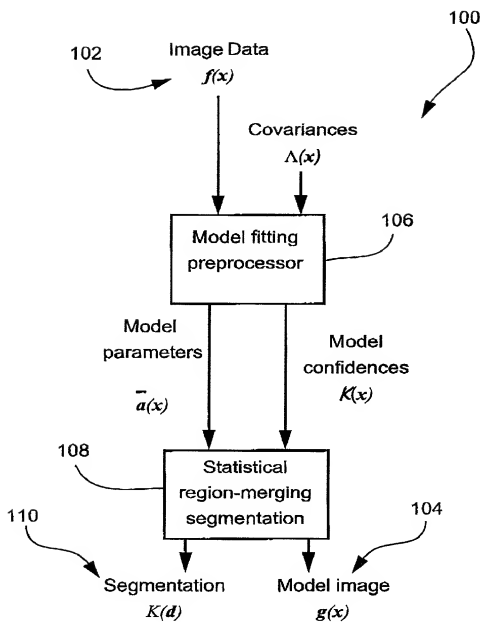 100
102
Image Data
f(x)
Covariances
Λ(x)
106
Model fitting
preprocessor
Model
parameters
a̅(x)
Model
confidences
K(x)
108
Statistical
region-merging
segmentation
110
104
Segmentation
K(d)
Model image
g(x)